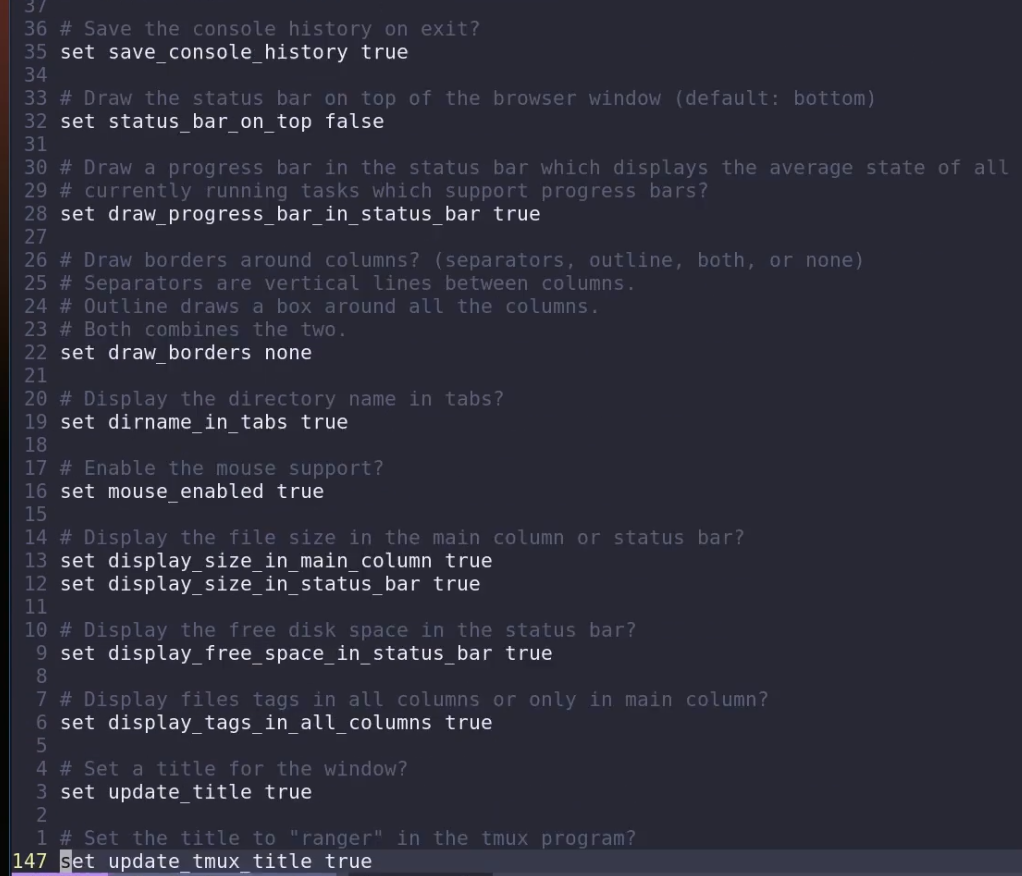 37
36 # Save the console history on exit?
35 set save_console_history true
34
33 # Draw the status bar on top of the browser window (default: bottom)
32 set status_bar_on_top false
31
30 # Draw a progress bar in the status bar which displays the average state of all
29 # currently running tasks which support progress bars?
28 set draw_progress_bar_in_status_bar true
27
26 # Draw borders around columns? (separators, outline, both, or none)
25 # Separators are vertical lines between columns.
24 # Outline draws a box around all the columns.
23 # Both combines the two.
22 set draw_borders none
21
20 # Display the directory name in tabs?
19 set dirname_in_tabs true
18
17 # Enable the mouse support?
16 set mouse_enabled true
15
14 # Display the file size in the main column or status bar?
13 set display_size_in_main_column true
12 set display_size_in_status_bar true
11
10 # Display the free disk space in the status bar?
9 set display_free_space_in_status_bar true
8
7 # Display files tags in all columns or only in main column?
6 set display_tags_in_all_columns true
5
4 # Set a title for the window?
3 set update_title true
2
1 # Set the title to "ranger" in the tmux program?
147 set update_tmux_title true